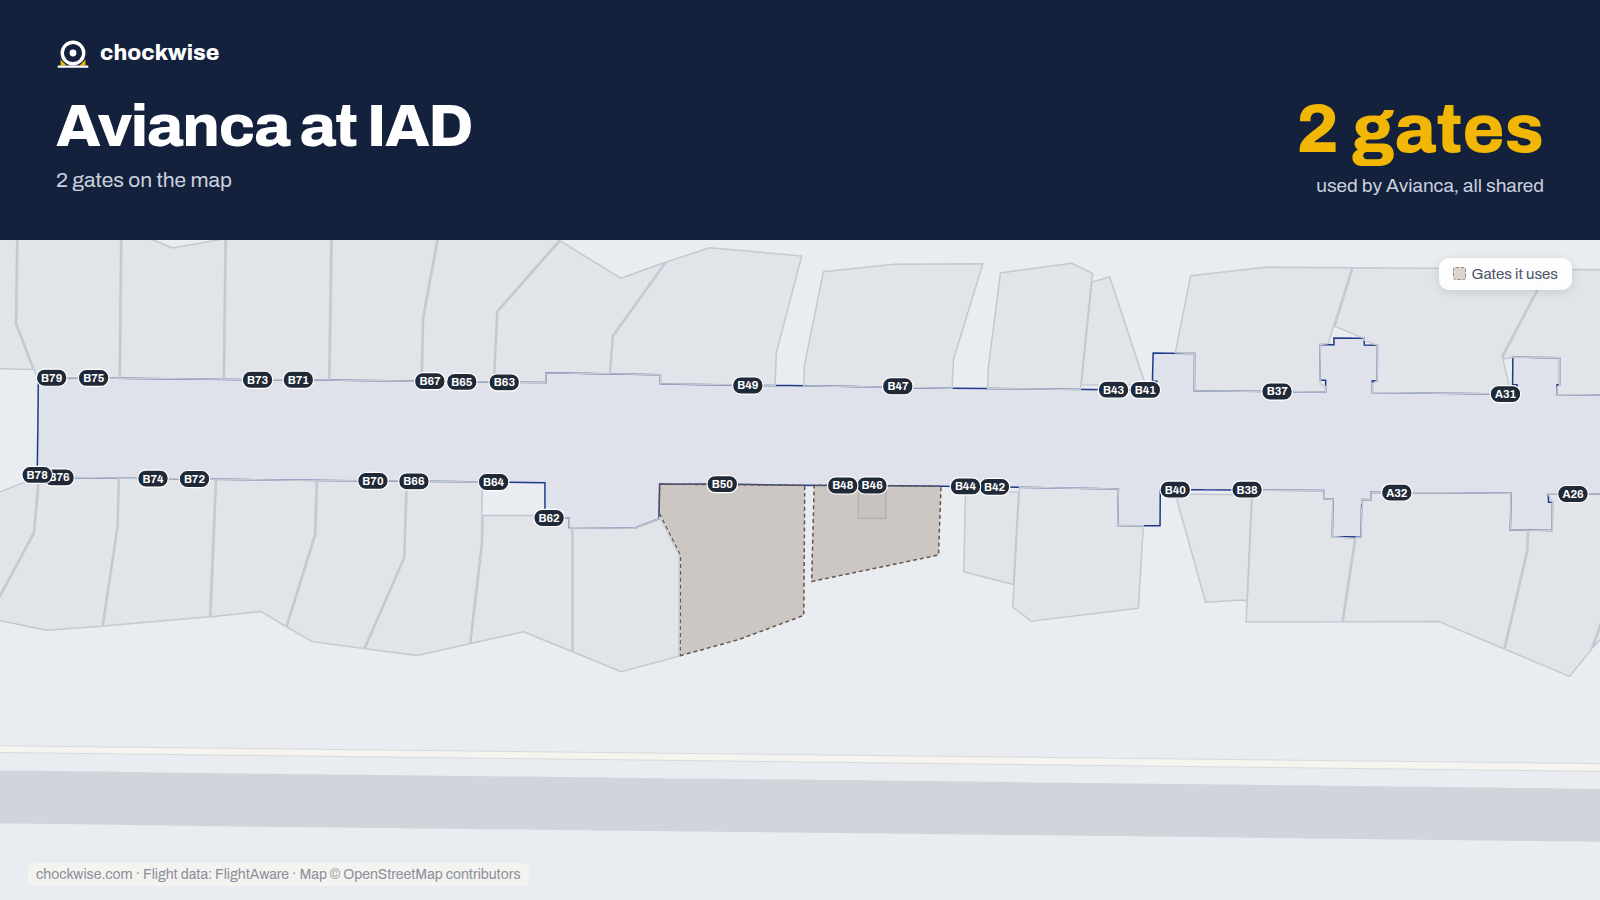 chockwise
Avianca at IAD
2 gates on the map
2 gates
used by Avianca, all shared
Gates it uses
B79 B75 B73 B71 B67 B65 B63 B49 B47 B43 B41 B37 A31
B78 B76 B74 B72 B70 B66 B64 B62 B50 B48 B46 B44 B42 B40 B38 A32 A26
chockwise.com · Flight data: FlightAware · Map © OpenStreetMap contributors